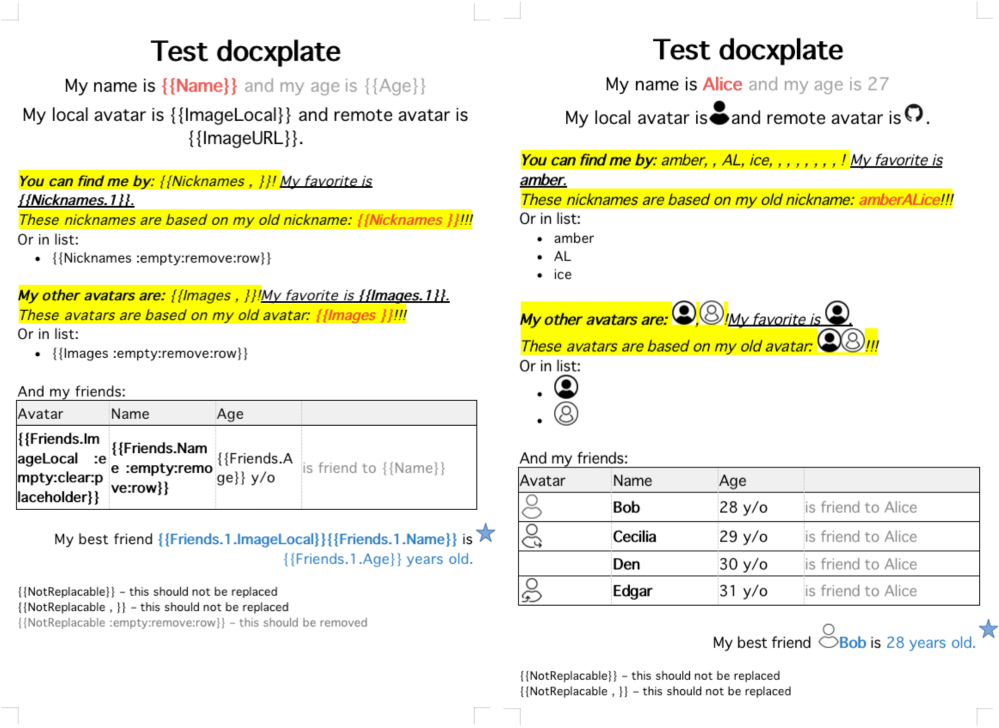 Test docxplate
My name is {{Name}} and my age is {{Age}}
My local avatar is {{ImageLocal}} and remote avatar is
{{ImageURL}}.
You can find me by: {{Nicknames , }}! My favorite is
{{Nicknames.1}}.
These nicknames are based on my old nickname: {{Nicknames }}!!!
Or in list:
• {{Nicknames :empty:remove:row}}
My other avatars are: {{Images , }}!My favorite is {{Images.1}}.
These avatars are based on my old avatar: {{Images }}!!!
Or in list:
• {{Images :empty:remove:row}}
And my friends:
Avatar Name Age
{{Friends.Im
ageLocal :e
mpty:clear:p
laceholder}}
{{Friends.Nam
e :empty:remo
ve:row}}
{{Friends.A
ge}} y/o
is friend to {{Name}}
My best friend {{Friends.1.ImageLocal}}{{Friends.1.Name}} is
{{Friends.1.Age}} years old.
{{NotReplacable}} – this should not be replaced
{{NotReplacable , }} – this should not be replaced
{{NotReplacable :empty:remove:row}} – this should be removed
Test docxplate
My name is Alice and my age is 27
My local avatar is and remote avatar is .
You can find me by: amber, , AL, ice, , , , , , , , ! My favorite is
amber.
These nicknames are based on my old nickname: amberALice!!!
Or in list:
• amber
• AL
• ice
My other avatars are: , !My favorite is .
These avatars are based on my old avatar: !!!
Or in list:
•
•
And my friends:
Avatar Name Age
Bob 28 y/o is friend to Alice
Cecilia 29 y/o is friend to Alice
Den 30 y/o is friend to Alice
Edgar 31 y/o is friend to Alice
My best friend Bob is 28 years old.
{{NotReplacable}} – this should not be replaced
{{NotReplacable , }} – this should not be replaced